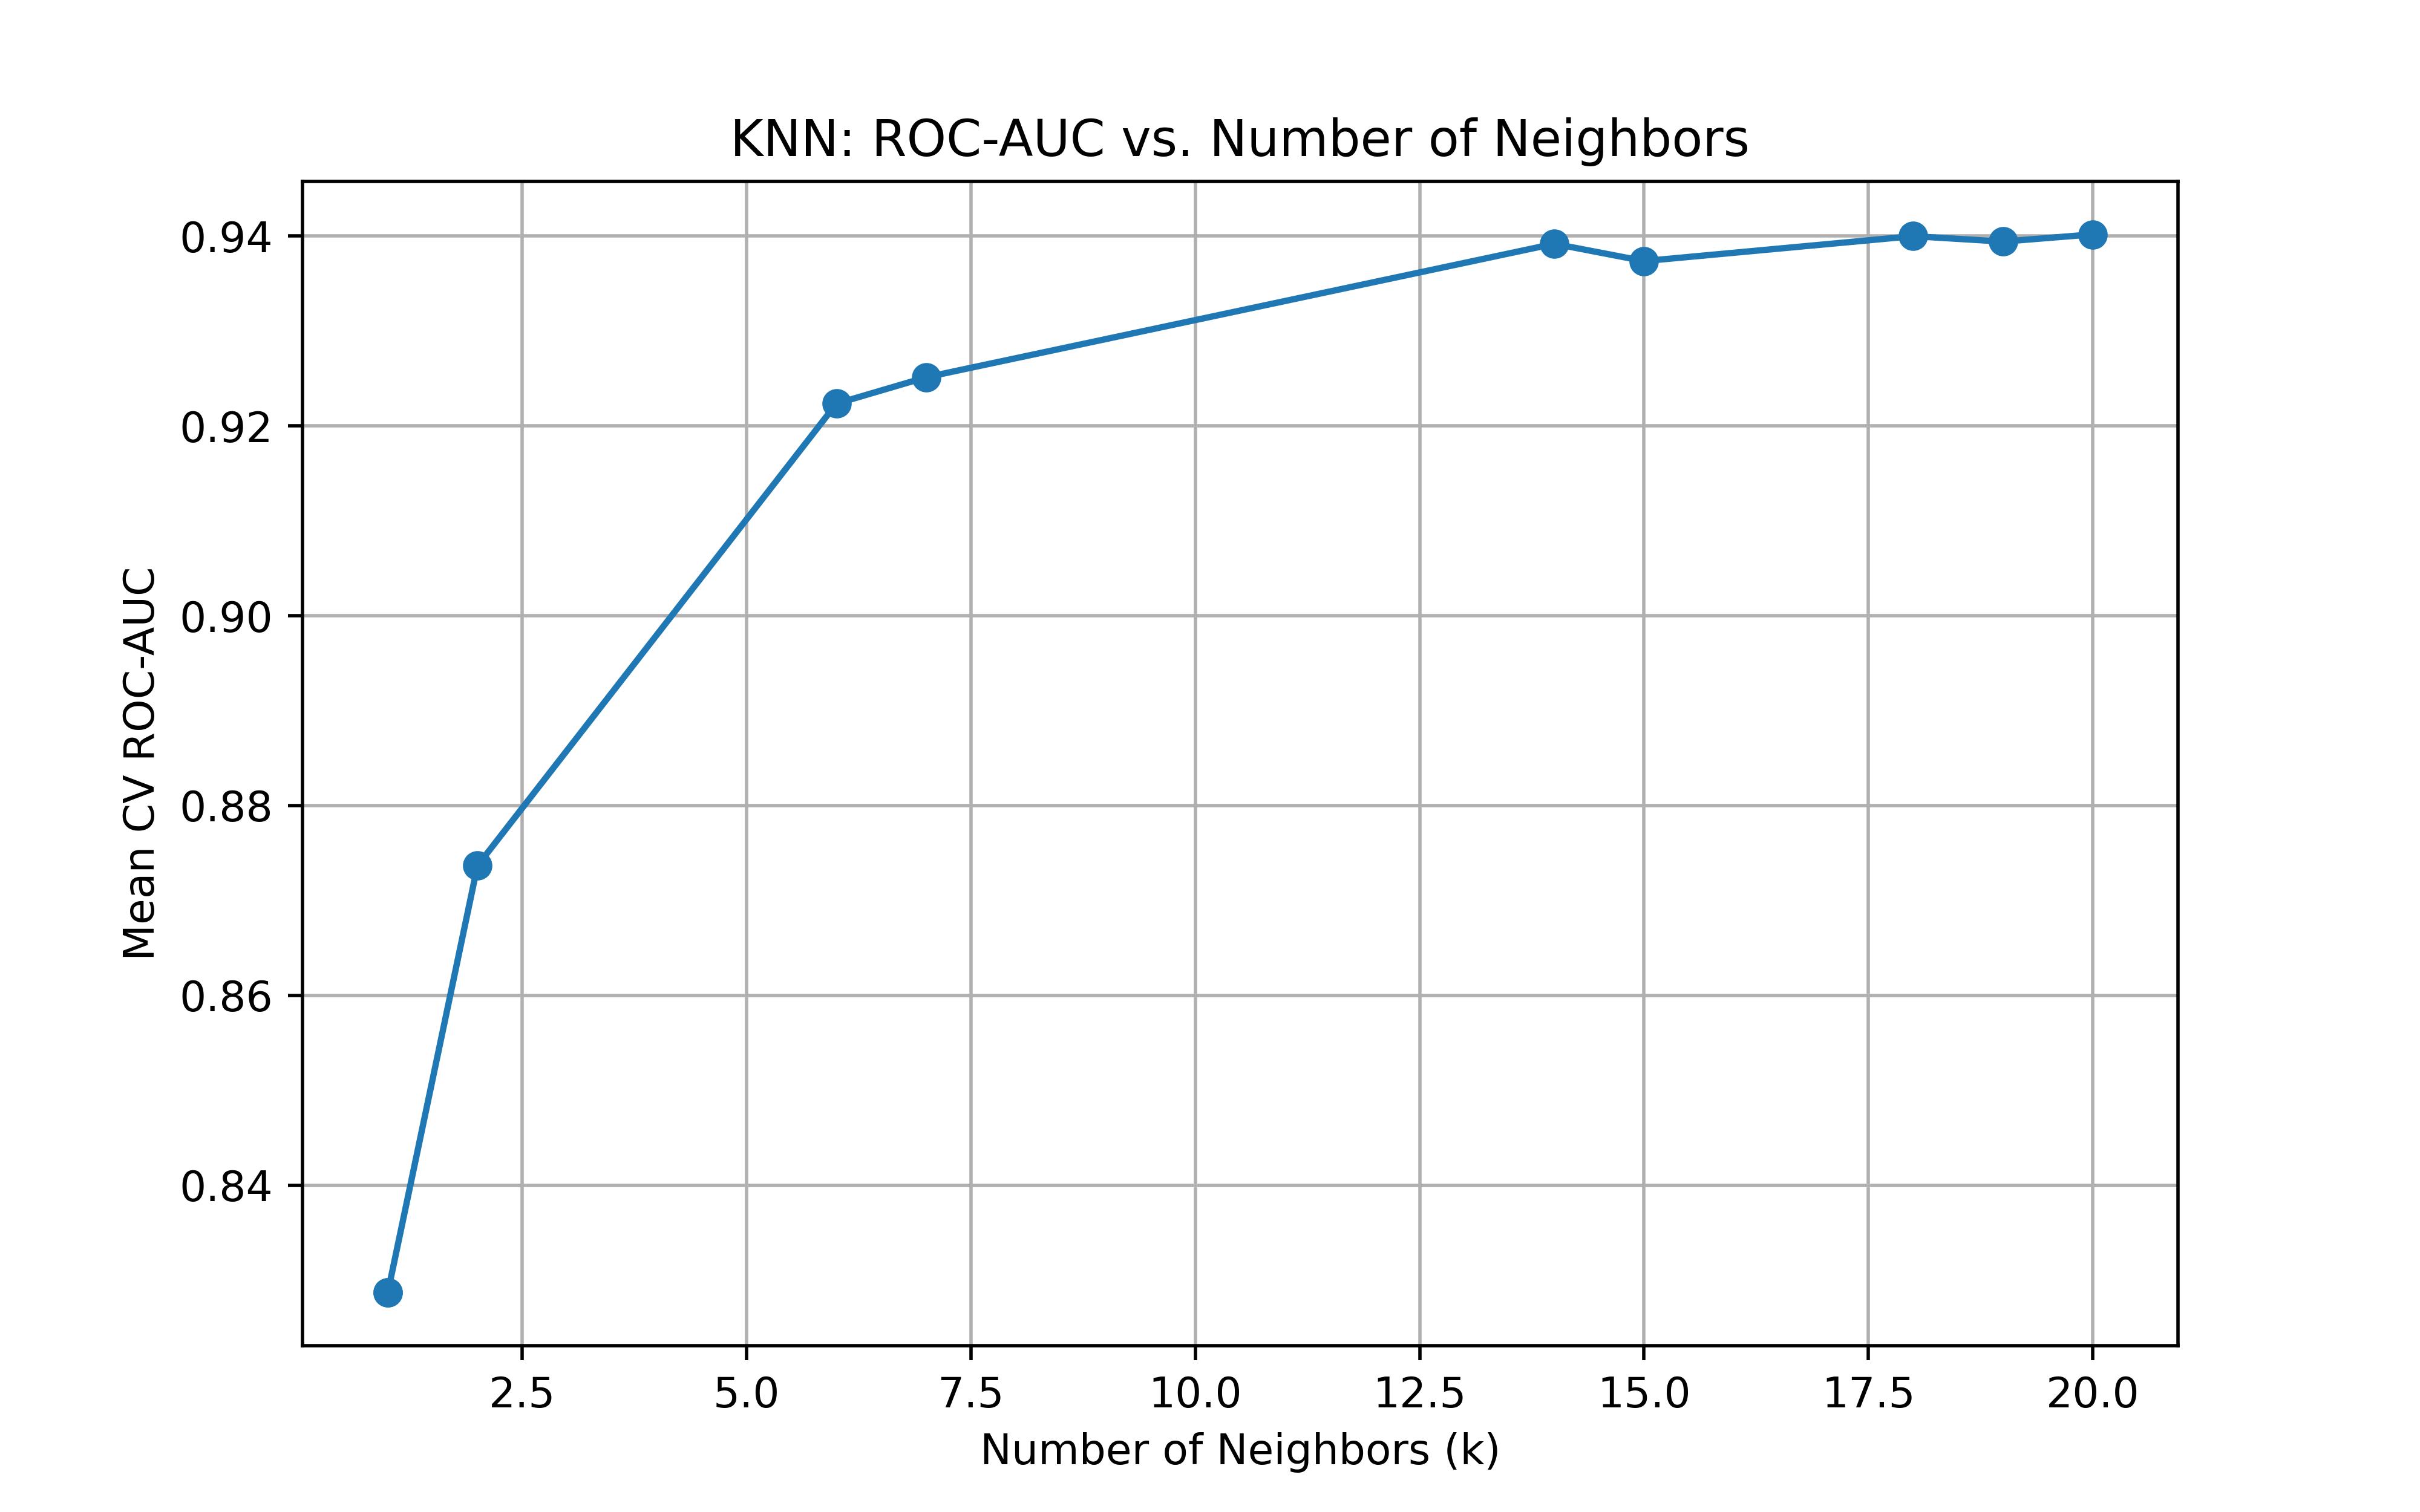 KNN: ROC-AUC vs. Number of Neighbors
0.94
0.92
0.90
0.88
0.86
0.84
Mean CV ROC-AUC
2.5 5.0 7.5 10.0 12.5 15.0 17.5 20.0
Number of Neighbors (k)